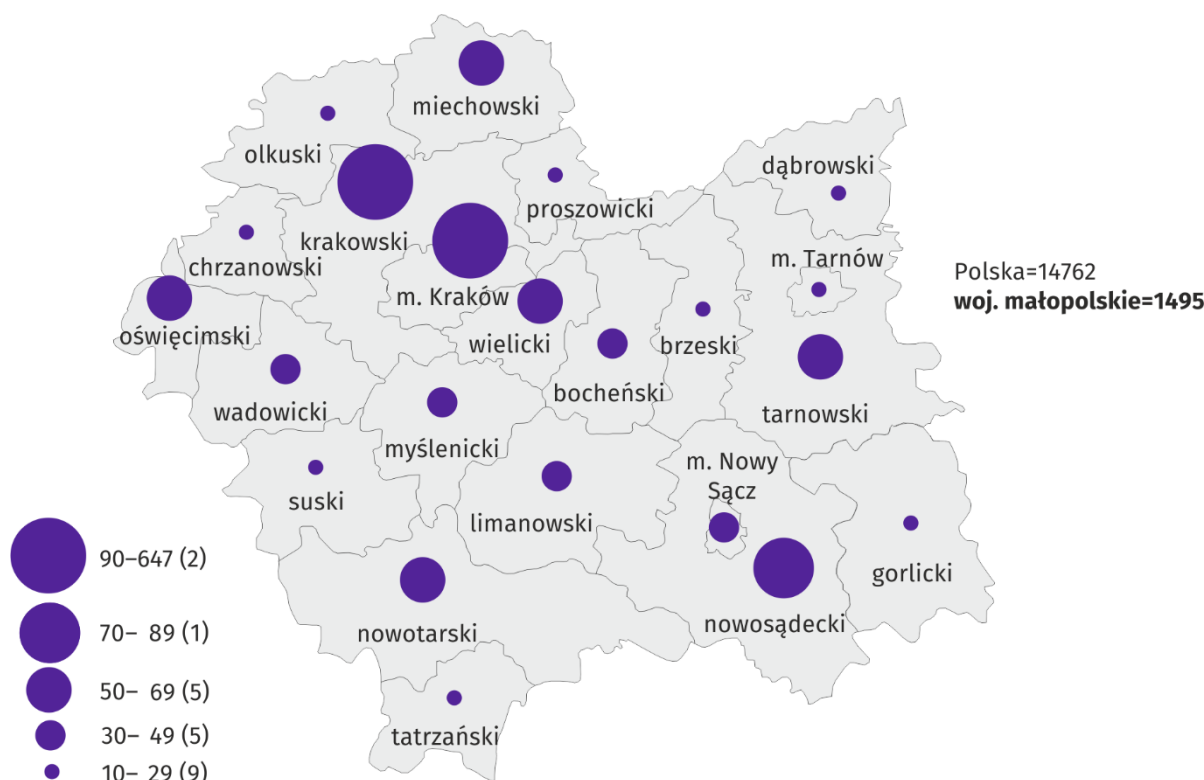 miechowski
olkuski
dąbrowski
proszowicki
krakowski
m. Tarnów
chrzanowski
Polska=14762
m. Kraków
woj. małopolskie=1495
oświęcimski
wielicki
brzeski
bocheński
wadowicki
tarnowski
myślenicki
m. Nowy
Sącz
suski
limanowski
90–647 (2)
gorlicki
nowosądecki
nowotarski
70– 89 (1)
50– 69 (5)
30– 49 (5)
tatrzański
10– 29 (9)